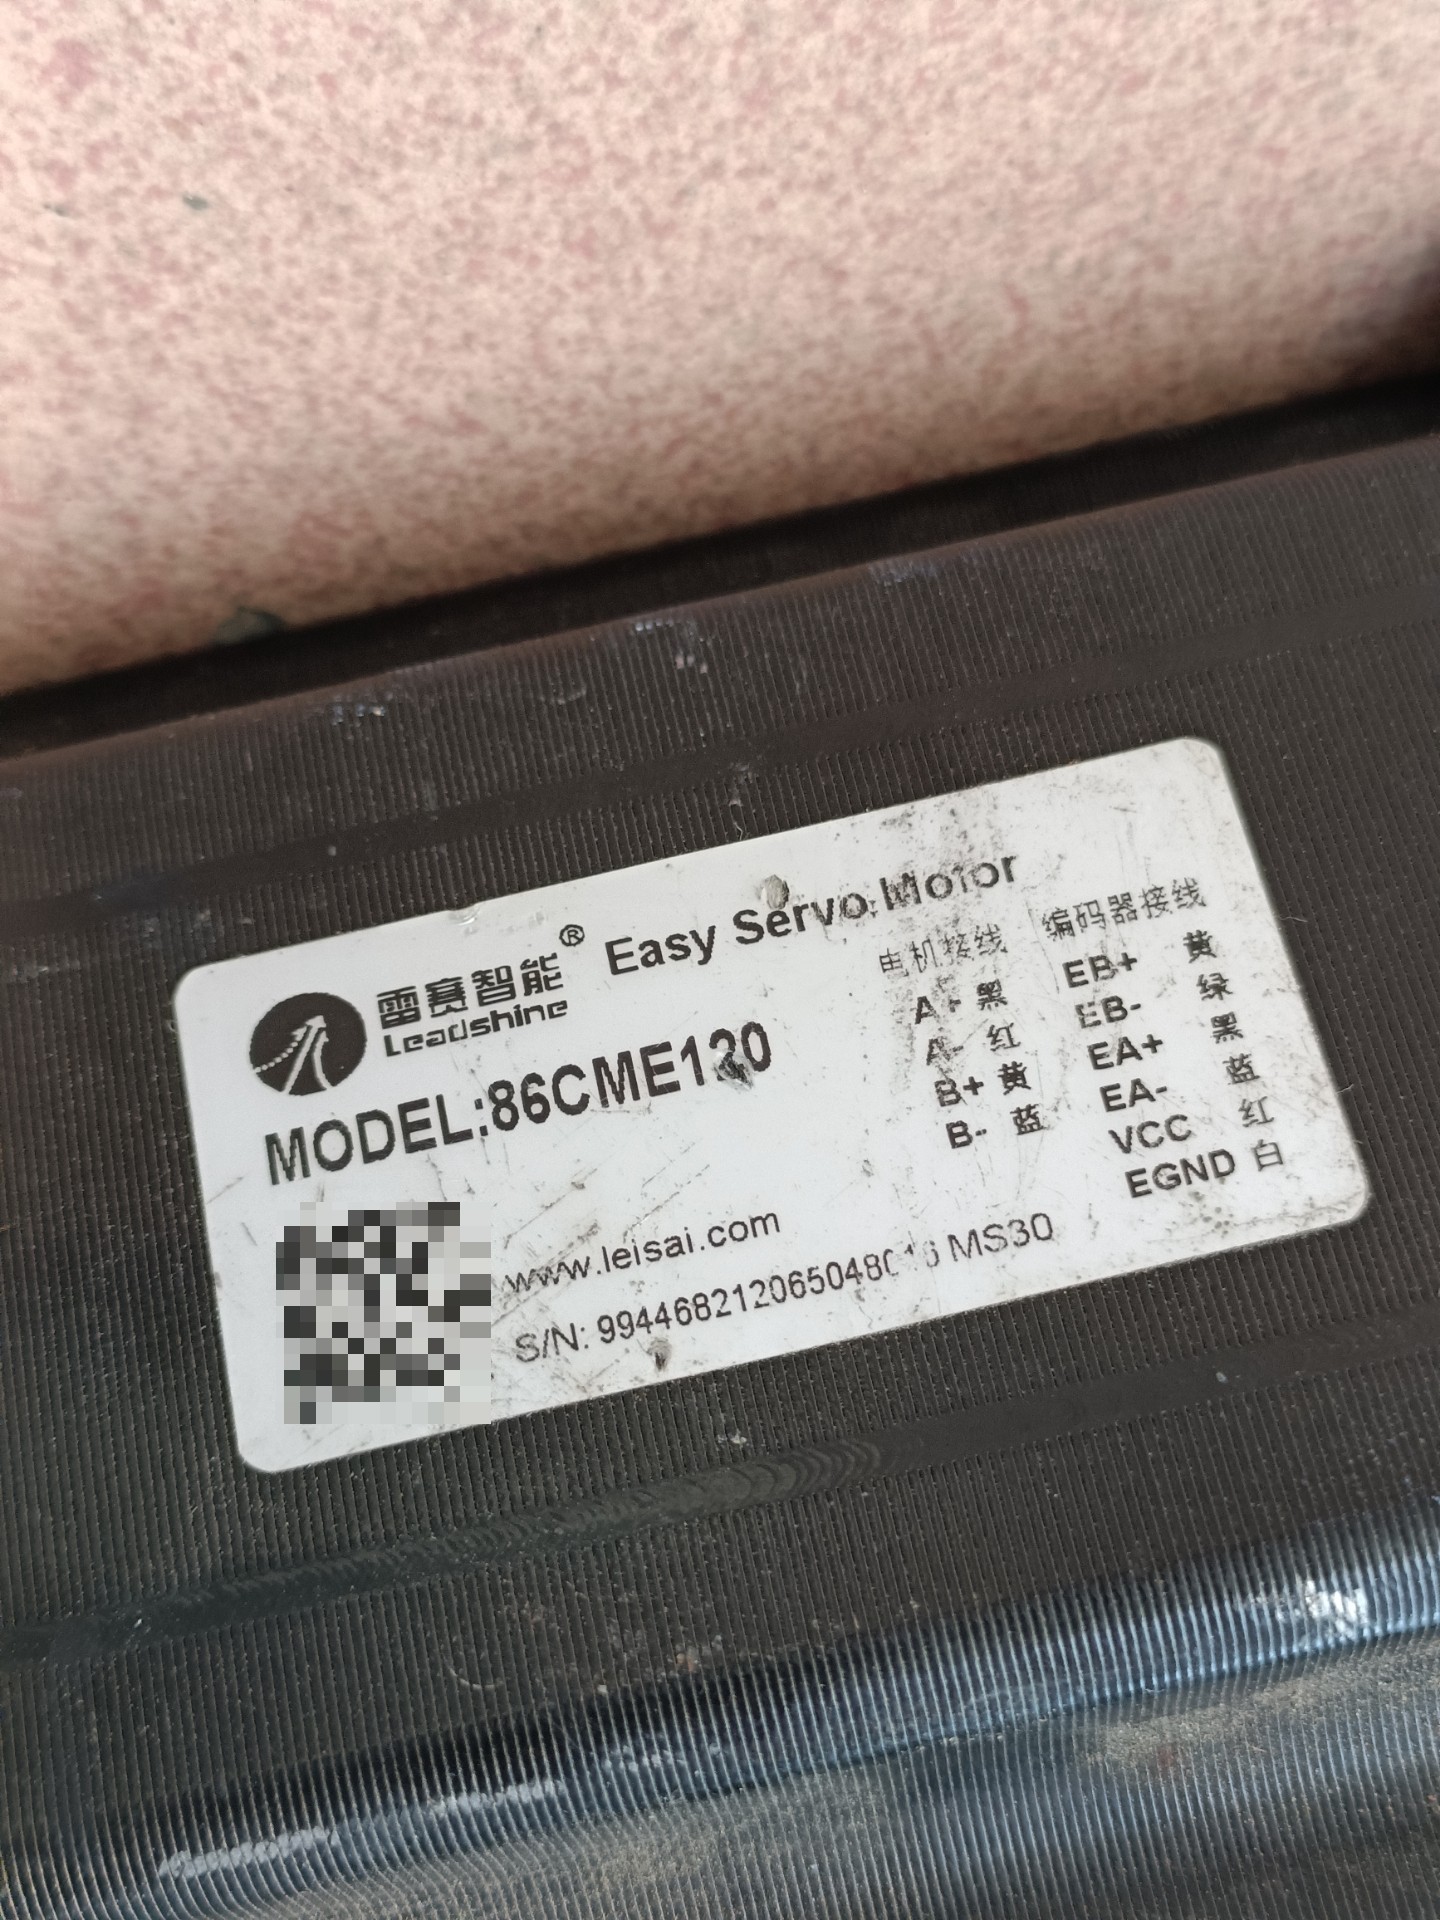 雷赛智能® Easy Servo Motor
Leadshine
MODEL:
电机接线
A+ 黑
A- 红
B+ 黄
B- 蓝
编码器接线
EB+ 黄
EB- 绿
EA+ 黑
EA- 蓝
VCC 红
EGND 白
www.leisai.com
S/N: MS30